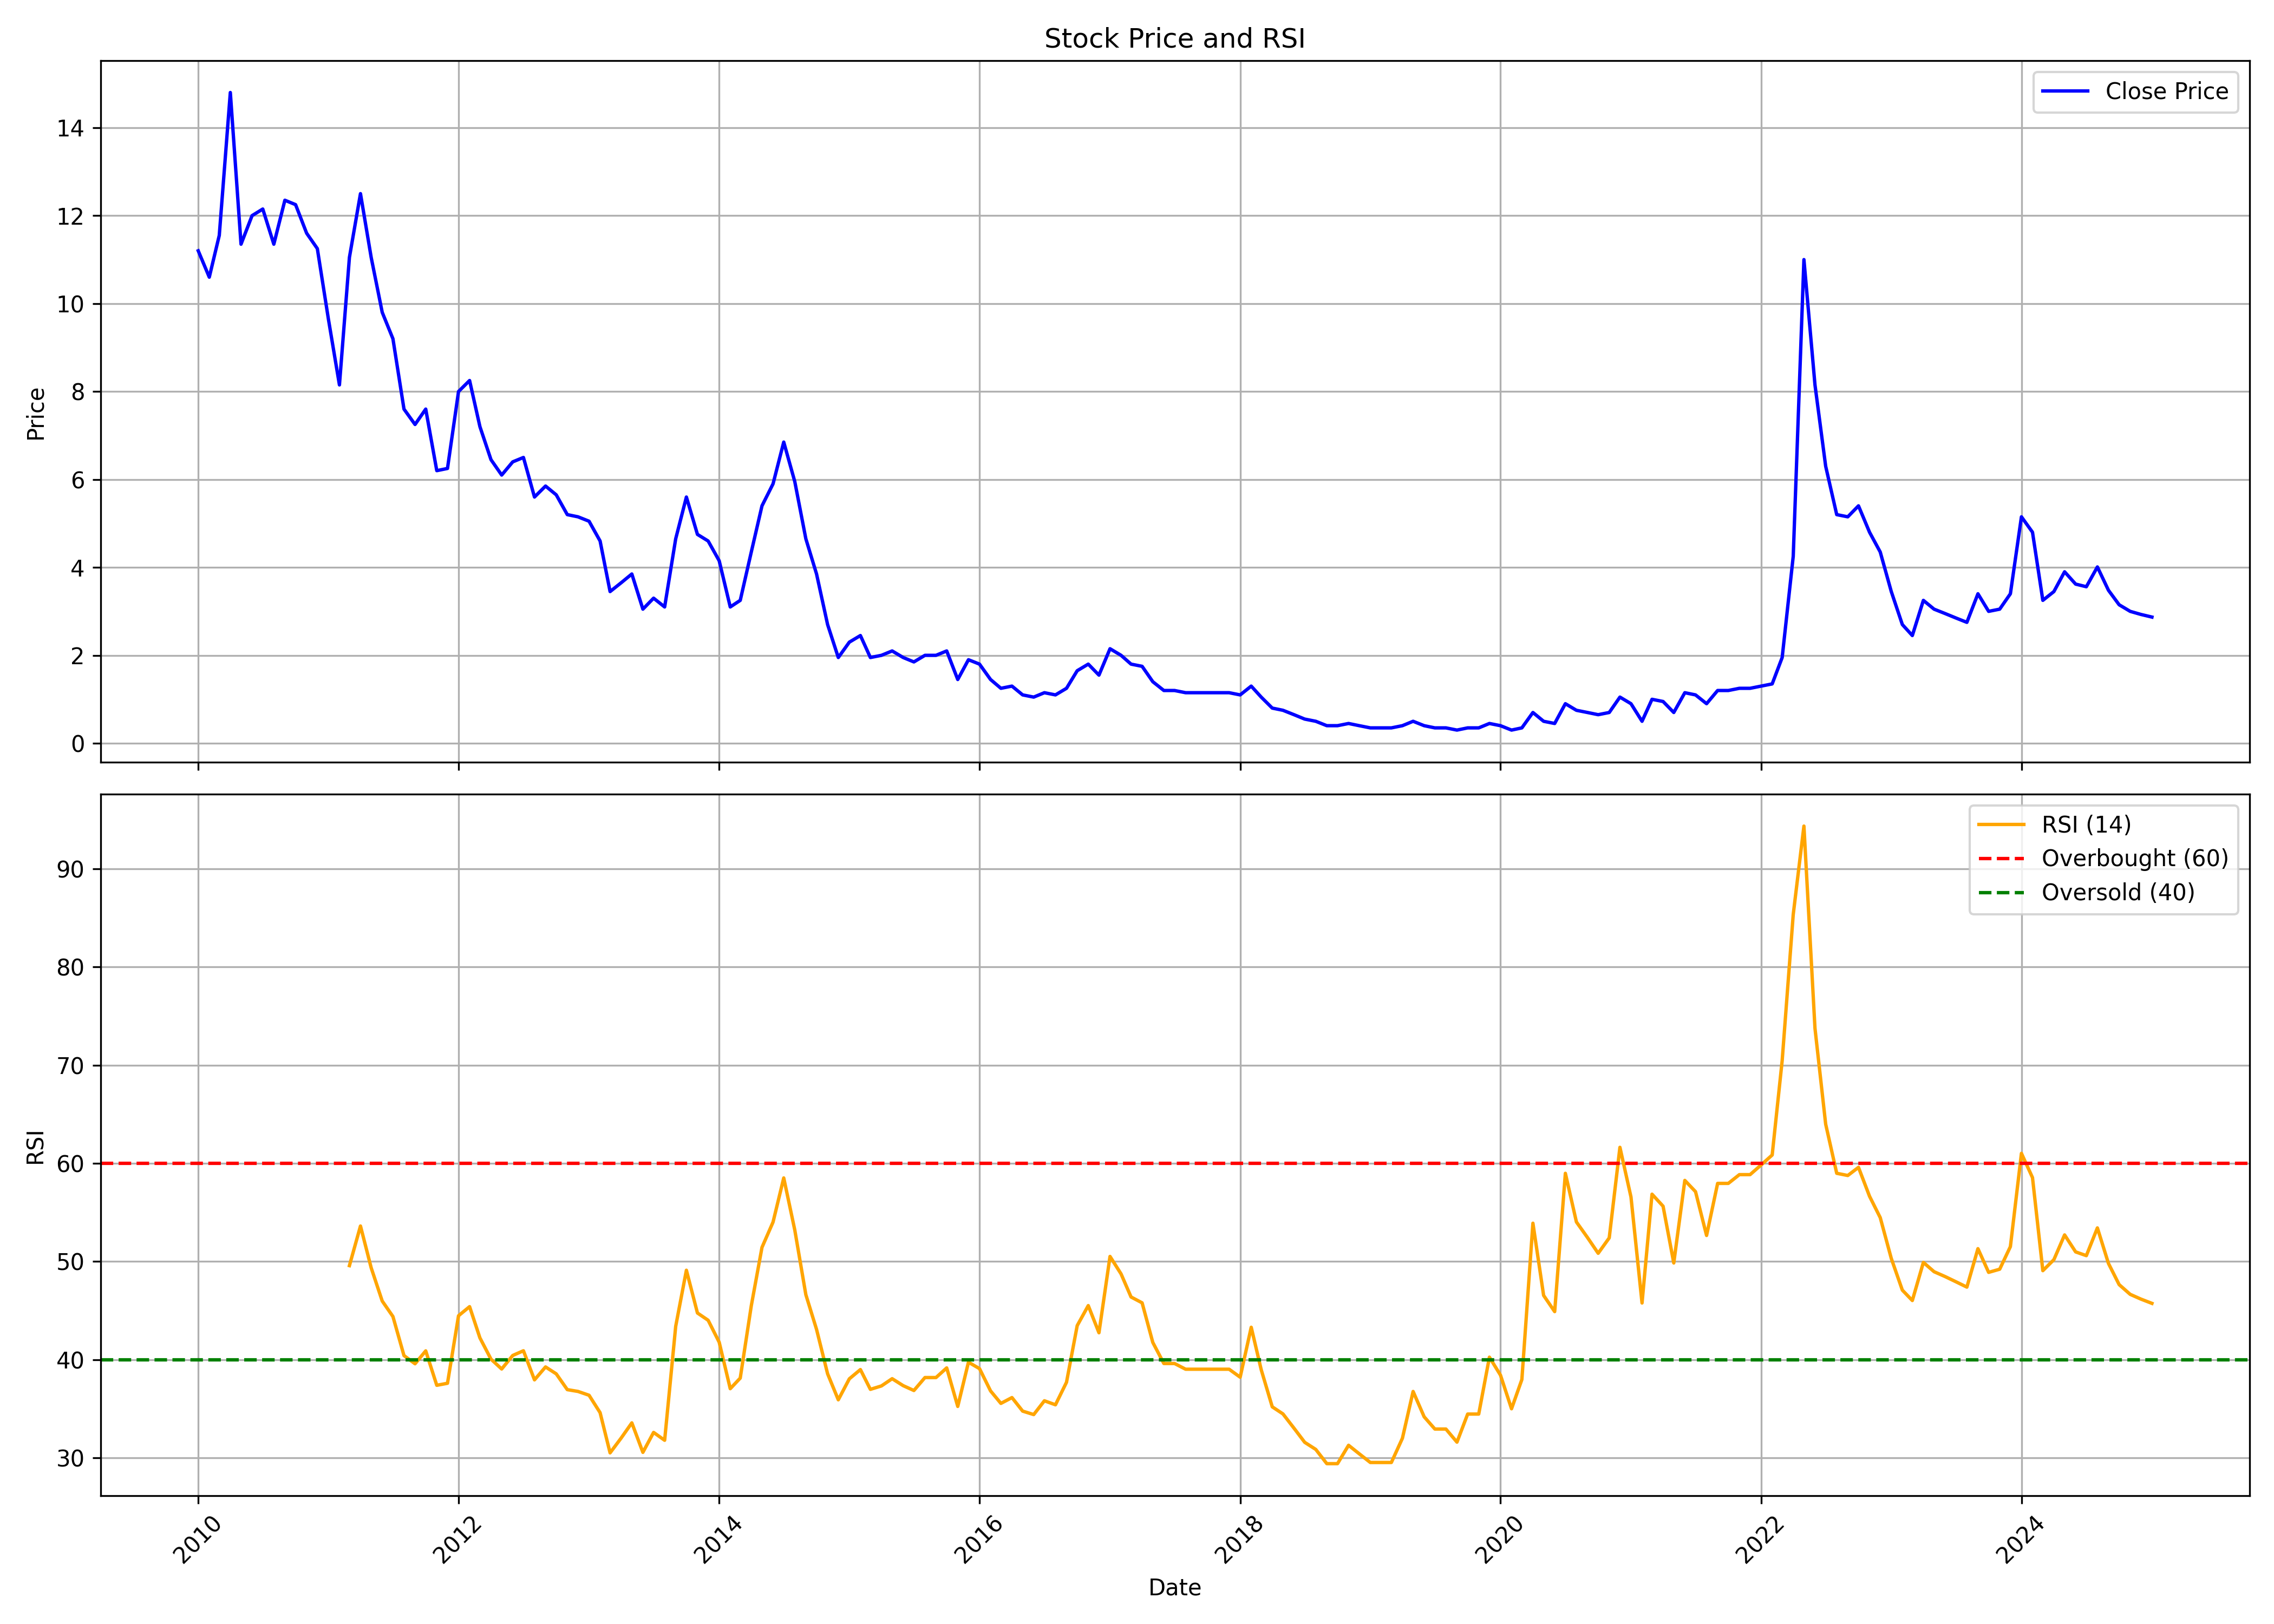 Stock Price and RSI
Close Price
14
12
10
8
6
4
2
0
Price
RSI (14)
Overbought (60)
Oversold (40)
90
80
70
60
50
40
30
RSI
2010
2012
2014
2016
2018
2020
2022
2024
Date